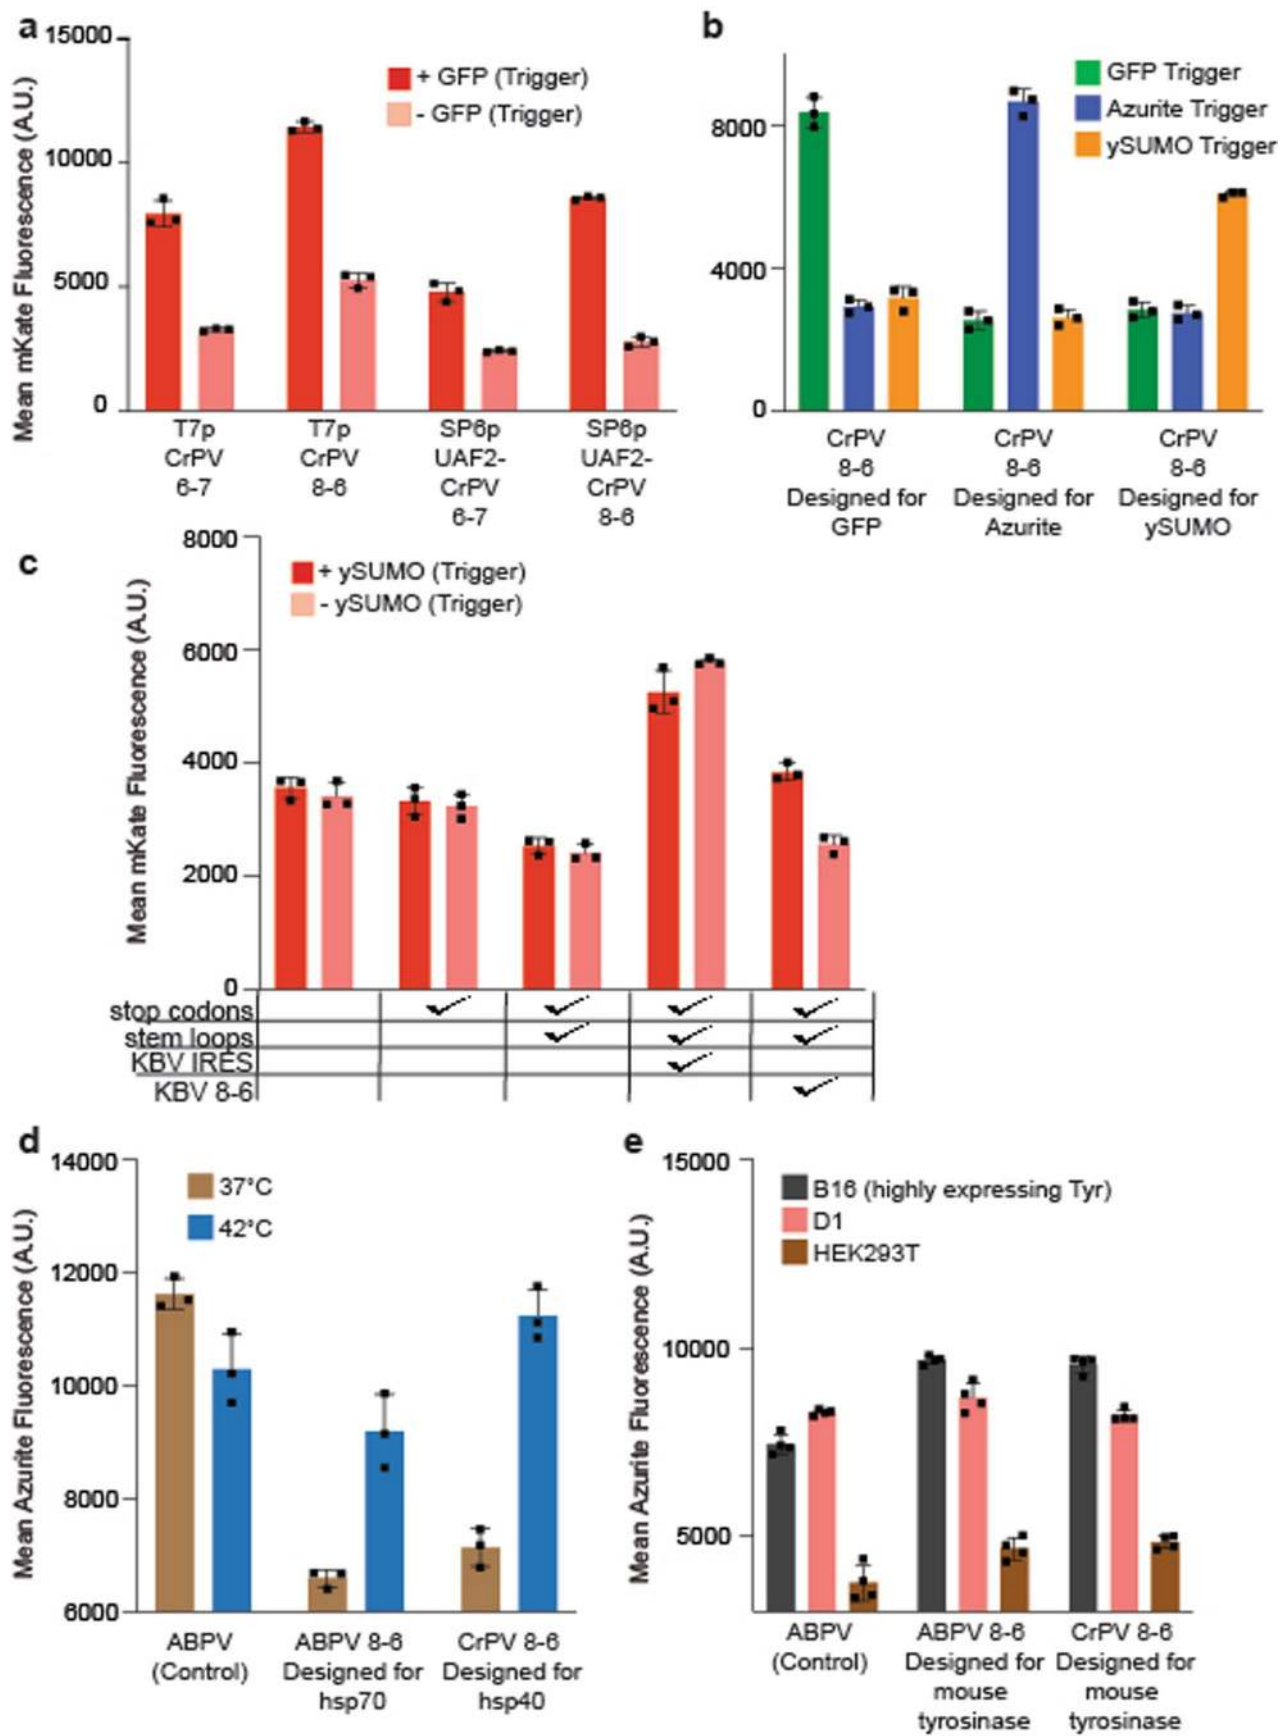 a
15000
10000
5000
0
Mean mKate Fluorescence (A.U.)
+ GFP (Trigger)
- GFP (Trigger)
T7p
CrPV
6-7
T7p
CrPV
8-6
SP6p
UAF2-
CrPV
6-7
SP6p
UAF2-
CrPV
8-6
b
8000
4000
0
GFP Trigger
Azurite Trigger
ySUMO Trigger
CrPV
8-6
Designed for
GFP
CrPV
8-6
Designed for
Azurite
CrPV
8-6
Designed for
ySUMO
c
8000
6000
4000
2000
0
Mean mKate Fluorescence (A.U.)
+ ySUMO (Trigger)
- ySUMO (Trigger)
stop codons
stem loops
KBV IRES
KBV 8-6
d
14000
12000
10000
8000
6000
Mean Azurite Fluorescence (A.U.)
37°C
42°C
ABPV
(Control)
ABPV 8-6
Designed for
hsp70
CrPV 8-6
Designed for
hsp40
e
15000
10000
5000
Mean Azurite Fluorescence (A.U.)
B16 (highly expressing Tyr)
D1
HEK293T
ABPV
(Control)
ABPV 8-6
Designed for
mouse
tyrosinase
CrPV 8-6
Designed for
mouse
tyrosinase